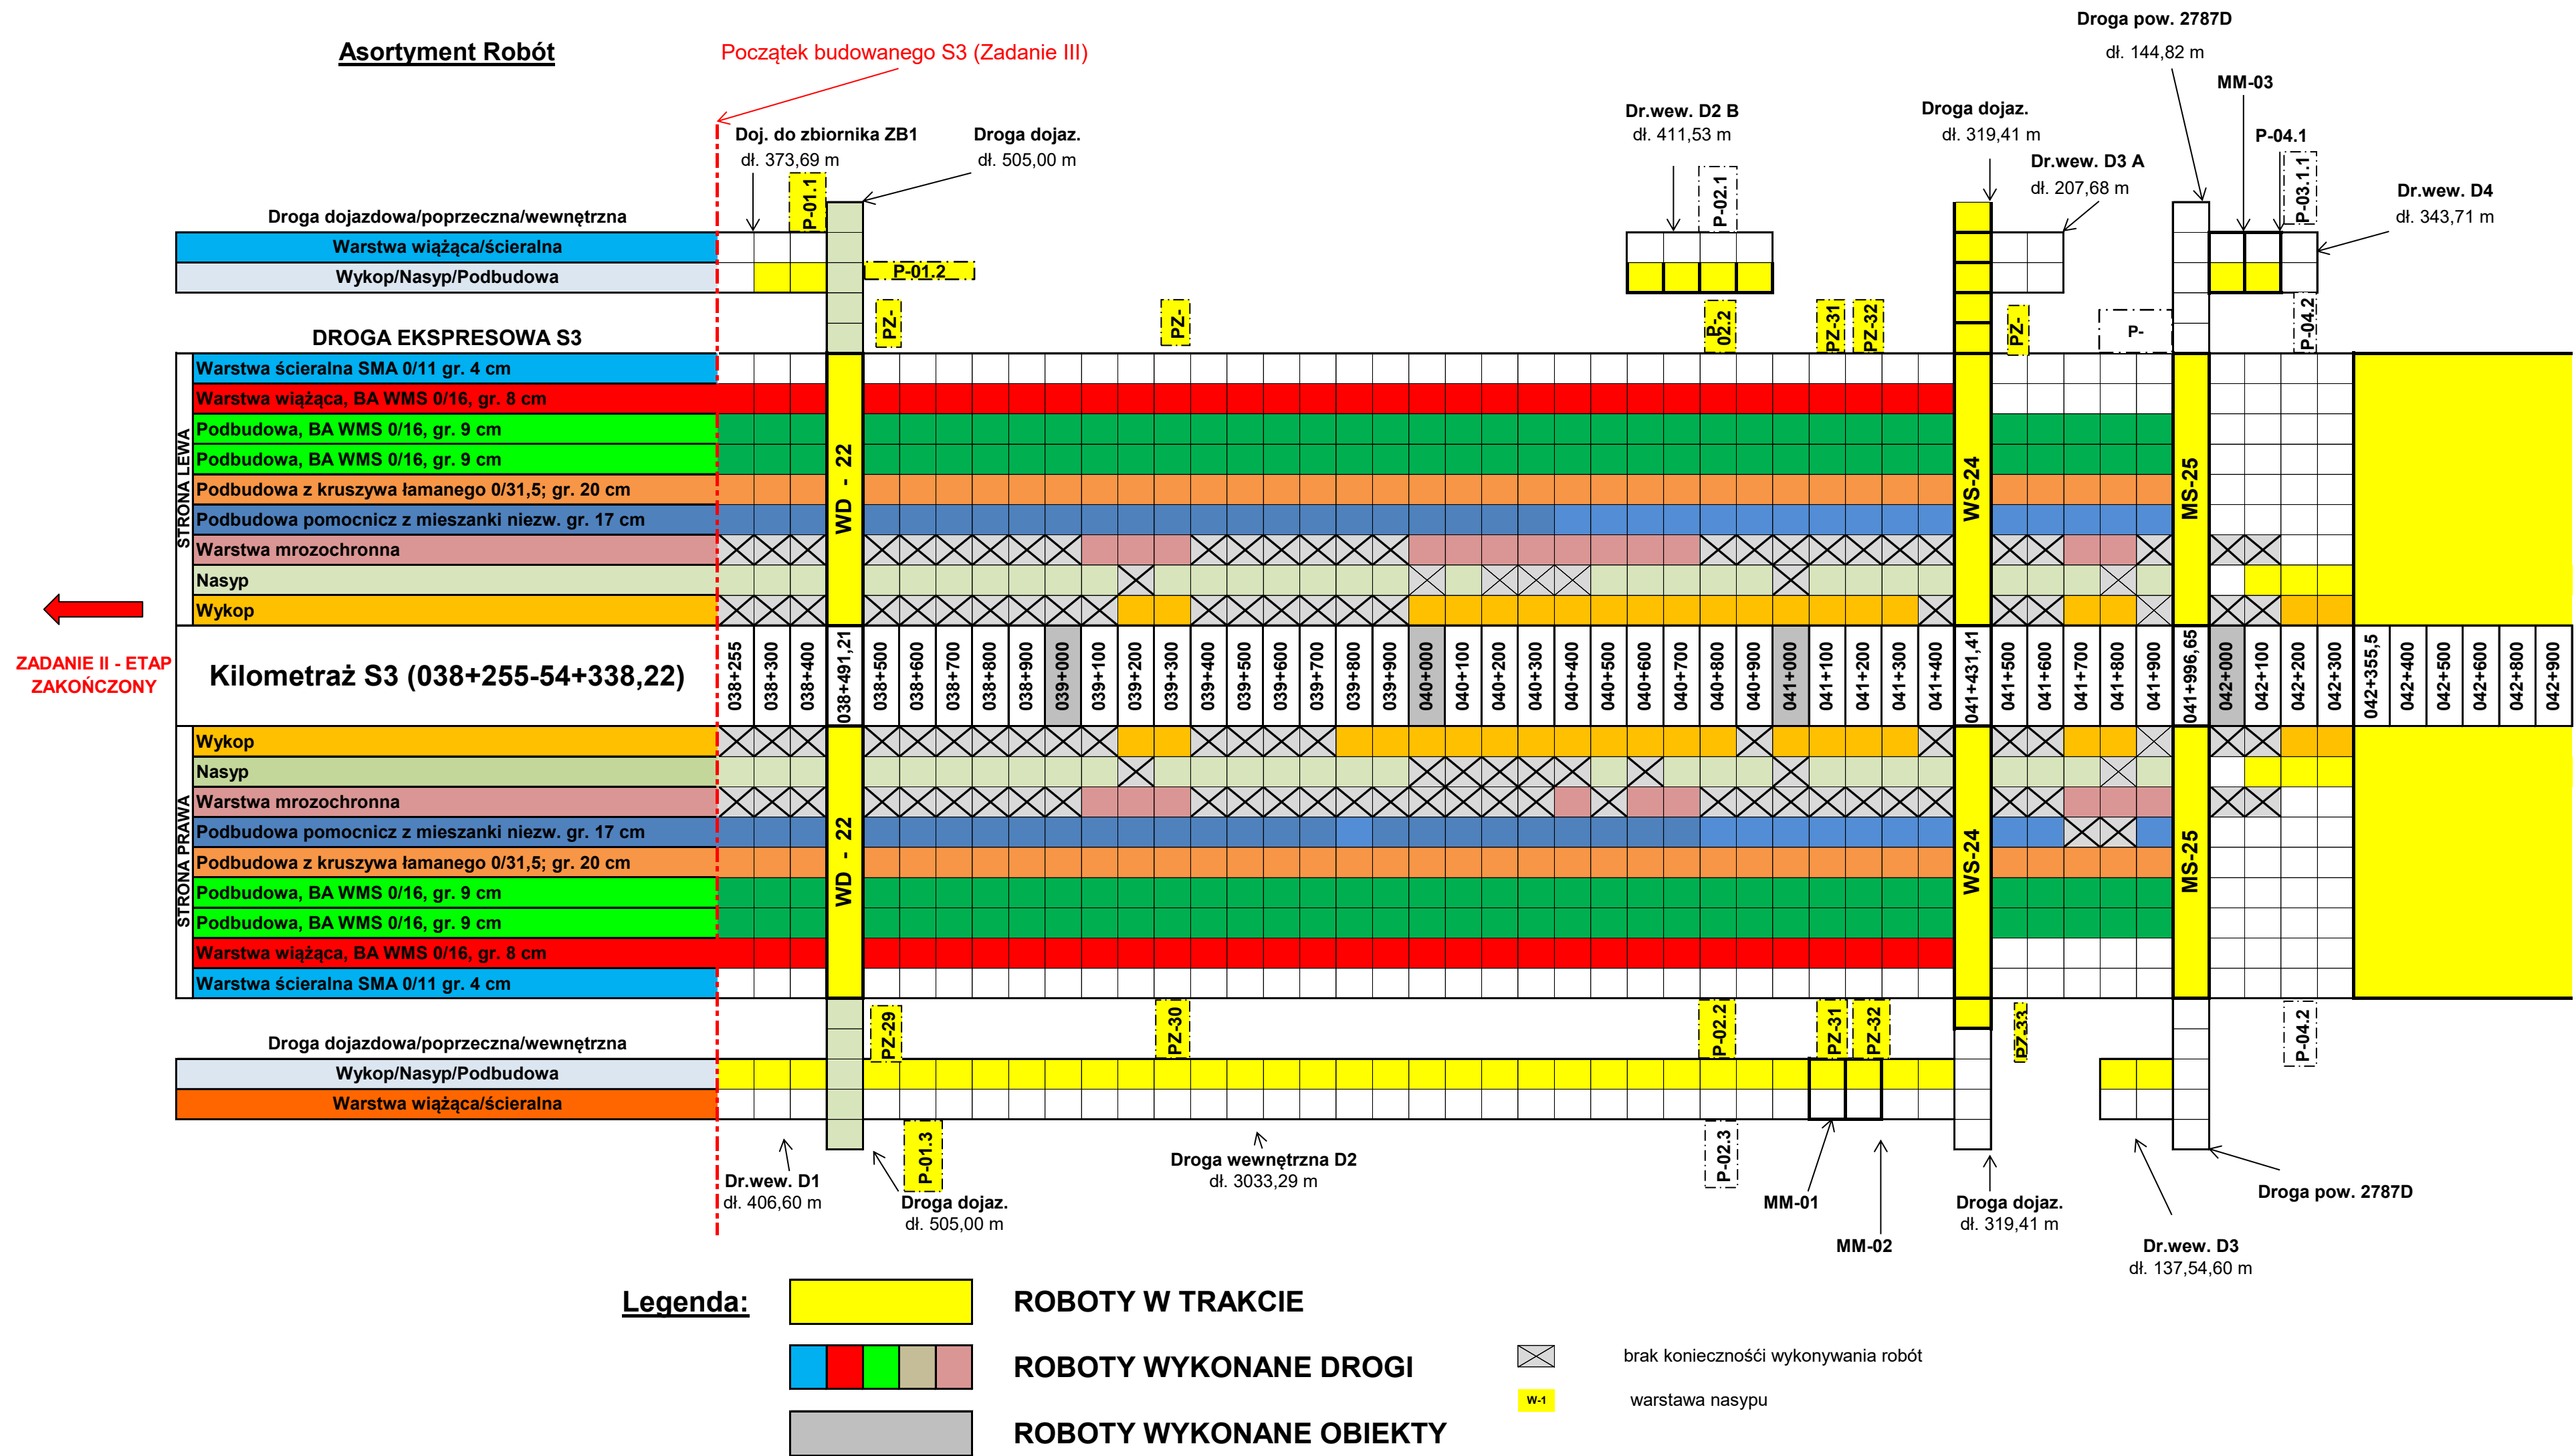 Droga pow. 2787D
dł. 144,82 m
Asortyment Robót
Początek budowanego S3 (Zadanie III)
MM-03
Dr.wew. D2 B
dł. 411,53 m
Droga dojaz.
dł. 319,41 m
Doj. do zbiornika ZB1
dł. 373,69 m
Droga dojaz.
dł. 505,00 m
P-04.1
Dr.wew. D3 A
dł. 207,68 m
Dr.wew. D4
dł. 343,71 m
P-01.1
P-02.1
P-03.1.1
Droga dojazdowa/poprzeczna/wewnętrzna
Warstwa wiążąca/ścieralna
Wykop/Nasyp/Podbudowa
P-01.2
PZ-
PZ-
P-
02.2
PZ-31
PZ-32
PZ-
P-
P-04.2
DROGA EKSPRESOWA S3
STRONA LEWA
Warstwa ścieralna SMA 0/11 gr. 4 cm
Warstwa wiążąca, BA WMS 0/16, gr. 8 cm
Podbudowa, BA WMS 0/16, gr. 9 cm
Podbudowa, BA WMS 0/16, gr. 9 cm
Podbudowa z kruszywa łamanego 0/31,5; gr. 20 cm
Podbudowa pomocnicz z mieszanki niezw. gr. 17 cm
Warstwa mrozochronna
Nasyp
Wykop
WD - 22
WS-24
MS-25
ZADANIE II - ETAP
ZAKOŃCZONY
Kilometraż S3 (038+255-54+338,22)
038+255
038+300
038+400
038+491,21
038+500
038+600
038+700
038+800
038+900
039+000
039+100
039+200
039+300
039+400
039+500
039+600
039+700
039+800
039+900
040+000
040+100
040+200
040+300
040+400
040+500
040+600
040+700
040+800
040+900
041+000
041+100
041+200
041+300
041+400
041+431,41
041+500
041+600
041+700
041+800
041+900
041+996,65
042+000
042+100
042+200
042+300
042+355,5
042+400
042+500
042+600
042+800
042+900
STRONA PRAWA
Wykop
Nasyp
Warstwa mrozochronna
Podbudowa pomocnicz z mieszanki niezw. gr. 17 cm
Podbudowa z kruszywa łamanego 0/31,5; gr. 20 cm
Podbudowa, BA WMS 0/16, gr. 9 cm
Podbudowa, BA WMS 0/16, gr. 9 cm
Warstwa wiążąca, BA WMS 0/16, gr. 8 cm
Warstwa ścieralna SMA 0/11 gr. 4 cm
WD - 22
WS-24
MS-25
PZ-29
PZ-30
P-02.2
PZ-31
PZ-32
PZ-33
P-04.2
Droga dojazdowa/poprzeczna/wewnętrzna
Wykop/Nasyp/Podbudowa
Warstwa wiążąca/ścieralna
P-01.3
P-02.3
Dr.wew. D1
dł. 406,60 m
Droga dojaz.
dł. 505,00 m
Droga wewnętrzna D2
dł. 3033,29 m
MM-01
MM-02
Droga dojaz.
dł. 319,41 m
Droga pow. 2787D
Dr.wew. D3
dł. 137,54,60 m
Legenda:
ROBOTY W TRAKCIE
ROBOTY WYKONANE DROGI
ROBOTY WYKONANE OBIEKTY
brak koniecznośći wykonywania robót
W-1
warstawa nasypu